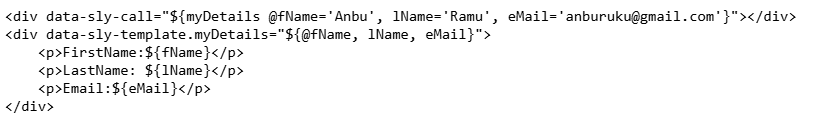 <div data-sly-call="${myDetails @fName='Anbu', lName='Ramu', eMail='anburuku@gmail.com'}"></div>
<div data-sly-template.myDetails="${@fName, lName, eMail}">
    <p>FirstName:${fName}</p>
    <p>LastName: ${lName}</p>
    <p>Email:${eMail}</p>
</div>